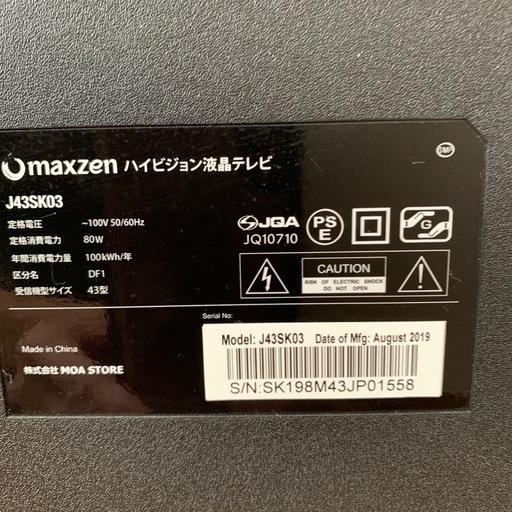 maxzen ハイビジョン液晶テレビ
J43SK03
定格電圧 ~100V 50/60Hz
定格消費電力 80W
年間消費電力量 100kWh/年
区分名 DF1
受信機型サイズ 43型
SMP
JQA
JQ10710
PS
E
G
CAUTION
RISK OF ELECTRIC SHOCK
DO NOT OPEN
Serial No:
Model: J43SK03 Date of Mfg: August 2019
S/N:SK198M43JP01558
Made in China
株式会社 MOA STORE